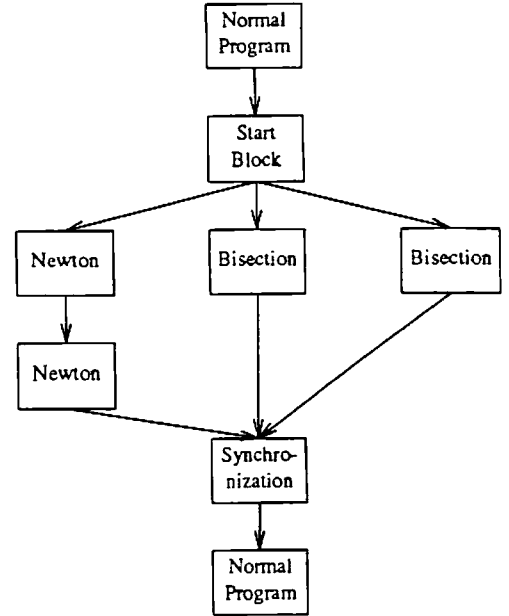 Normal
Program
Start
Block
Newton
Bisection
Bisection
Newton
Synchro-
nization
Normal
Program